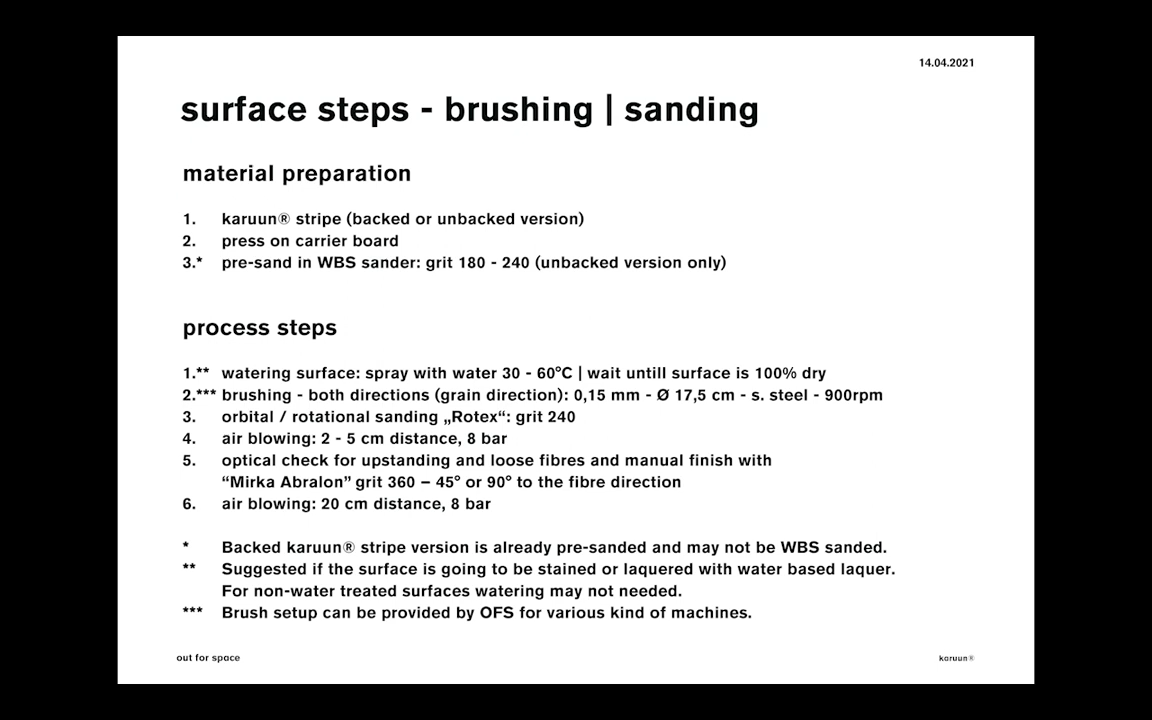 14.04.2021
surface steps - brushing | sanding
material preparation
1. karuun® stripe (backed or unbacked version)
2. press on carrier board
3.* pre-sand in WBS sander: grit 180 - 240 (unbacked version only)
process steps
1.** watering surface: spray with water 30 - 60°C | wait untill surface is 100% dry
2.*** brushing - both directions (grain direction): 0,15 mm - Ø 17,5 cm - s. steel - 900rpm
3. orbital / rotational sanding „Rotex“: grit 240
4. air blowing: 2 - 5 cm distance, 8 bar
5. optical check for upstanding and loose fibres and manual finish with
“Mirka Abralon” grit 360 – 45° or 90° to the fibre direction
6. air blowing: 20 cm distance, 8 bar
* Backed karuun® stripe version is already pre-sanded and may not be WBS sanded.
** Suggested if the surface is going to be stained or laquered with water based laquer.
For non-water treated surfaces watering may not needed.
*** Brush setup can be provided by OFS for various kind of machines.
out for space
karuun®